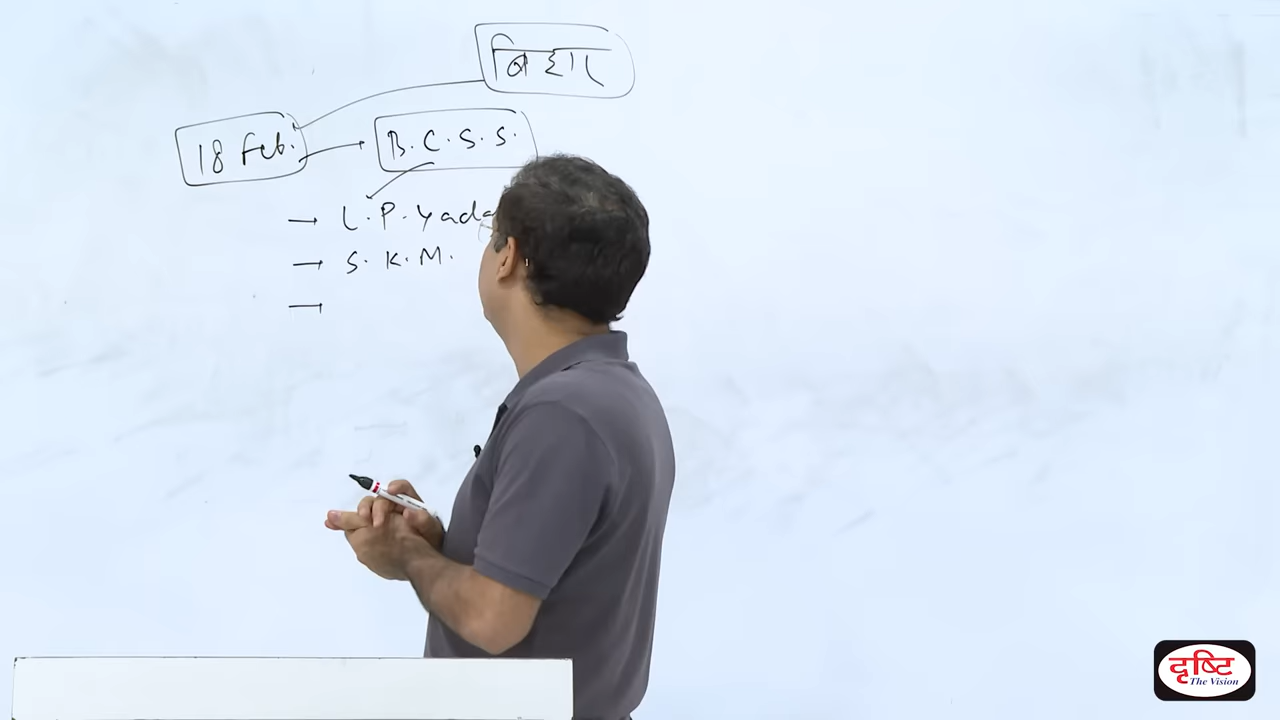 बिहार
18 Feb. → B. C. S. S.
→ L. P. Yada
→ S. K. M.
→
दृष्टि
The Vision